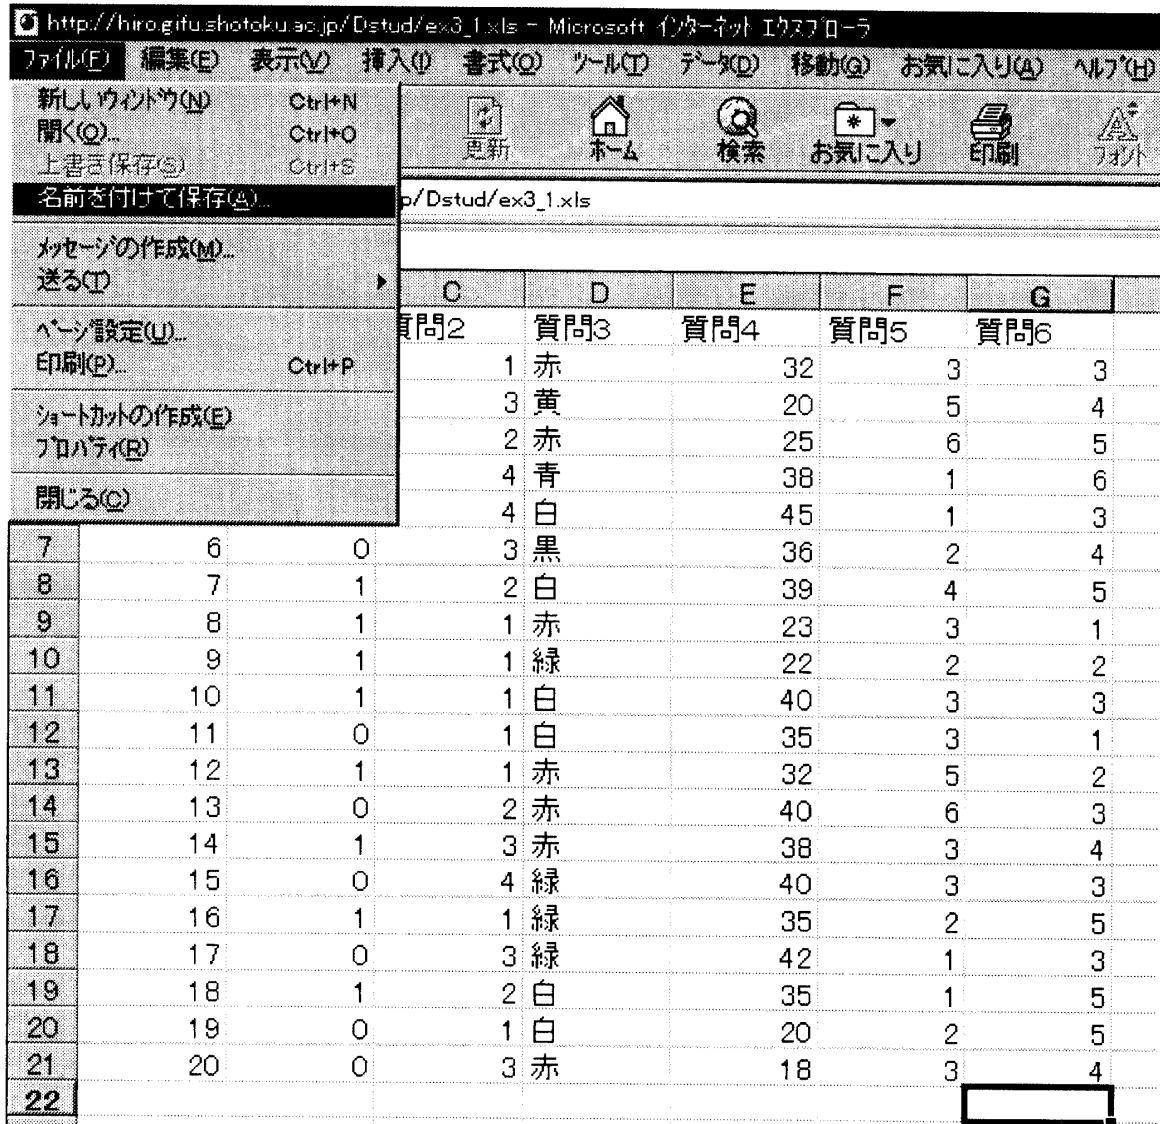 http://hiro.gifu.shotoku.ac.jp/Dstud/ex3_1.xls - Microsoft インターネット エクスプローラ
ファイル(F) 編集(E) 表示(V) 挿入(I) 書式(O) ツール(T) データ(D) 移動(G) お気に入り(A) ヘルプ(H)
新しいウィンドウ(N) Ctrl+N
開く(O)... Ctrl+O
上書き保存(S) Ctrl+S
名前を付けて保存(A)...
メッセージの作成(M)...
送る(T)
ページ設定(U)...
印刷(P)... Ctrl+P
ショートカットの作成(E)
プロパティ(R)
閉じる(C)
更新 ホーム 検索 お気に入り 印刷 フォント
p/Dstud/ex3_1.xls
C D E F G
質問2 質問3 質問4 質問5 質問6
1 赤 32 3 3
3 黄 20 5 4
2 赤 25 6 5
4 青 38 1 6
4 白 45 1 3
7 6 0 3 黒 36 2 4
8 7 1 2 白 39 4 5
9 8 1 1 赤 23 3 1
10 9 1 1 緑 22 2 2
11 10 1 1 白 40 3 3
12 11 0 1 白 35 3 1
13 12 1 1 赤 32 5 2
14 13 0 2 赤 40 6 3
15 14 1 3 赤 38 3 4
16 15 0 4 緑 40 3 3
17 16 1 1 緑 35 2 5
18 17 0 3 緑 42 1 3
19 18 1 2 白 35 1 5
20 19 0 1 白 20 2 5
21 20 0 3 赤 18 3 4
22